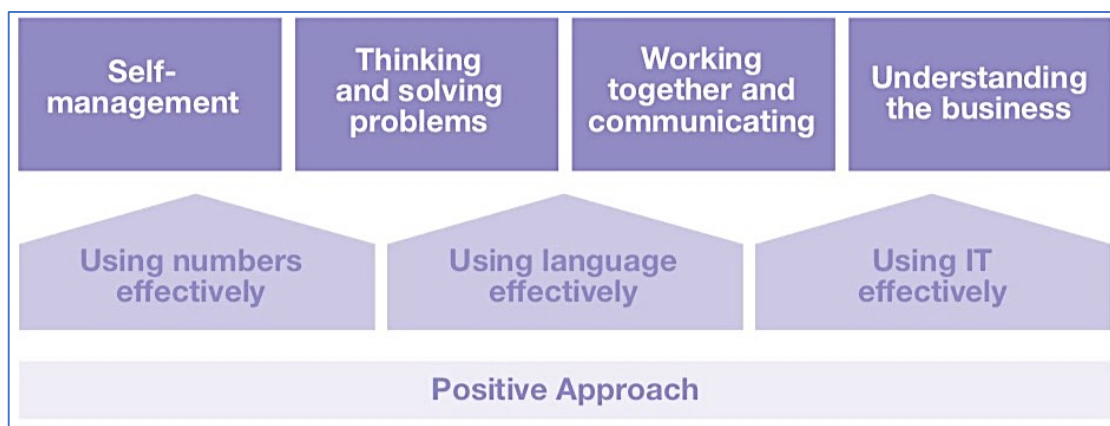 Self-
management
Thinking
and solving
problems
Working
together and
communicating
Understanding
the business
Using numbers
effectively
Using language
effectively
Using IT
effectively
Positive Approach